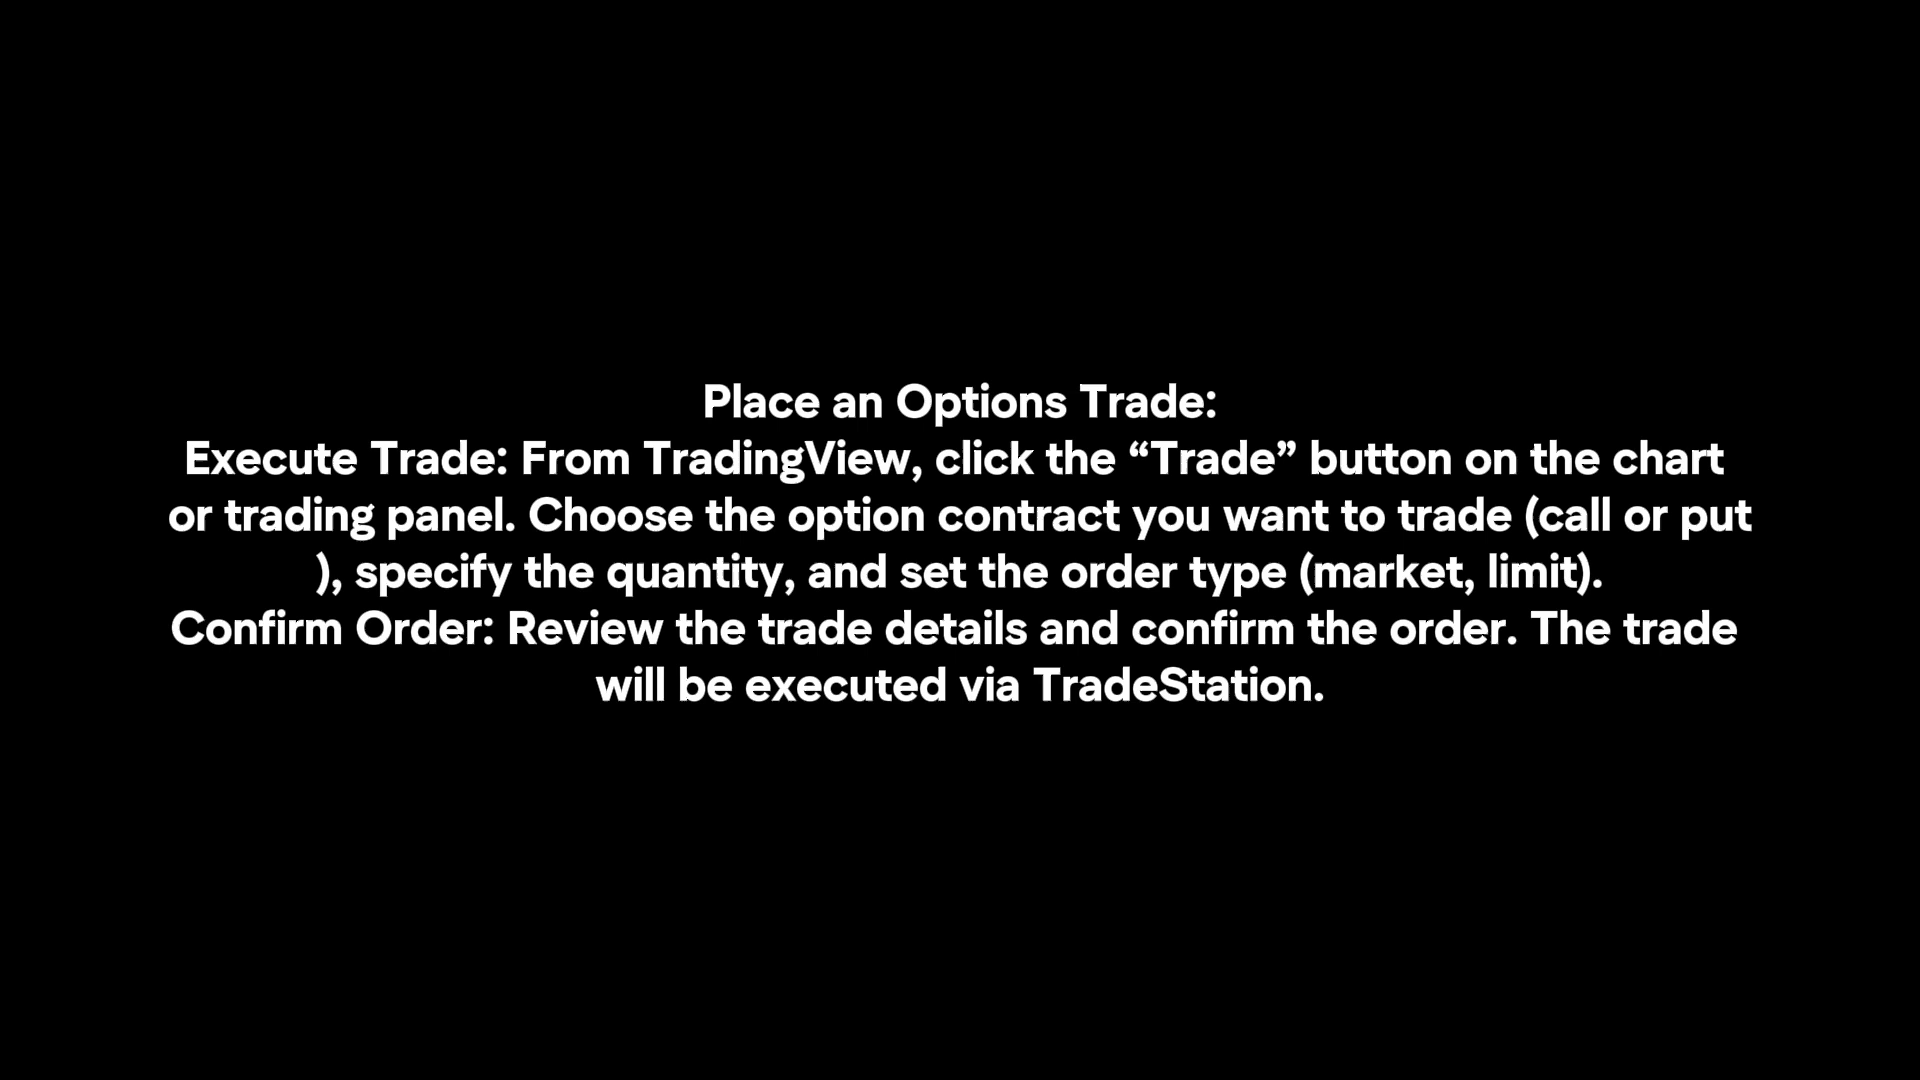 Place an Options Trade:
Execute Trade: From TradingView, click the “Trade” button on the chart
or trading panel. Choose the option contract you want to trade (call or put
), specify the quantity, and set the order type (market, limit).
Confirm Order: Review the trade details and confirm the order. The trade
will be executed via TradeStation.